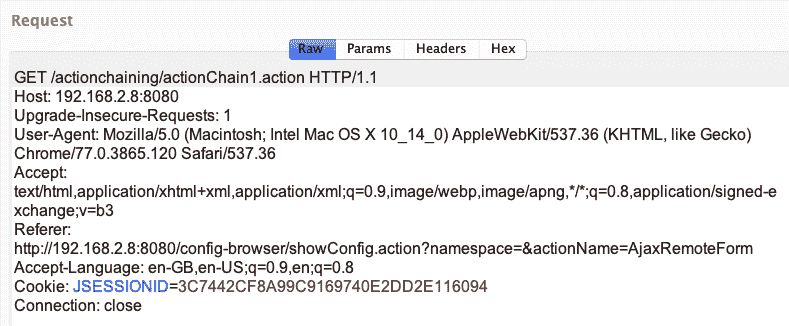 Request
Raw Params Headers Hex
GET /actionchaining/actionChain1.action HTTP/1.1
Host: 192.168.2.8:8080
Upgrade-Insecure-Requests: 1
User-Agent: Mozilla/5.0 (Macintosh; Intel Mac OS X 10_14_0) AppleWebKit/537.36 (KHTML, like Gecko)
Chrome/77.0.3865.120 Safari/537.36
Accept:
text/html,application/xhtml+xml,application/xml;q=0.9,image/webp,image/apng,*/*;q=0.8,application/signed-e
xchange;v=b3
Referer:
http://192.168.2.8:8080/config-browser/showConfig.action?namespace=&actionName=AjaxRemoteForm
Accept-Language: en-GB,en-US;q=0.9,en;q=0.8
Cookie: JSESSIONID=3C7442CF8A99C9169740E2DD2E116094
Connection: close